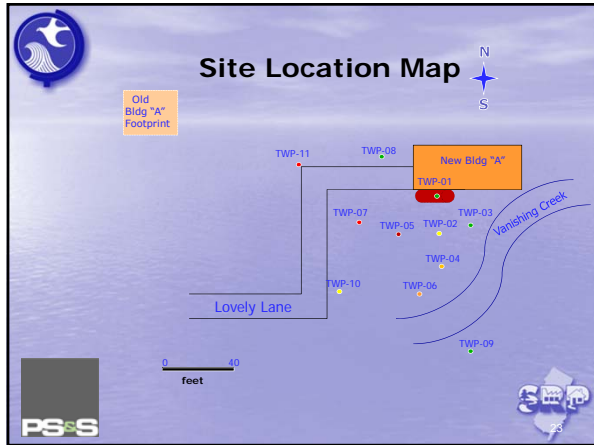 Site Location Map
N
S
Old
Bldg "A"
Footprint
TWP-11
TWP-08
New Bldg "A"
TWP-01
TWP-07
TWP-05
TWP-02
TWP-03
Vanishing Creek
TWP-04
TWP-10
TWP-06
Lovely Lane
TWP-09
0 40
feet
PS&S
SRP
23